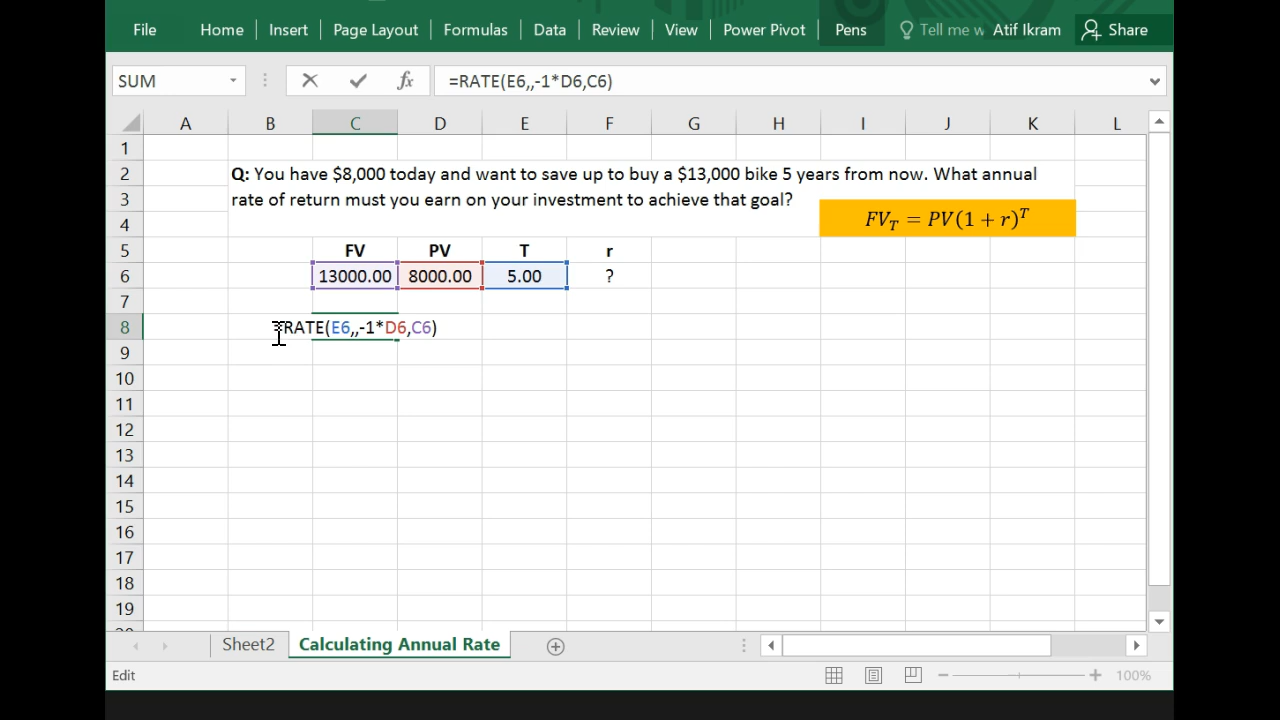 File Home Insert Page Layout Formulas Data Review View Power Pivot Pens Tell me w Atif Ikram Share
SUM fx =RATE(E6,,-1*D6,C6)
A B C D E F G H I J K L
1
2 Q: You have $8,000 today and want to save up to buy a $13,000 bike 5 years from now. What annual
3 rate of return must you earn on your investment to achieve that goal?
4 FV_T = PV(1 + r)^T
5 FV PV T r
6 13000.00 8000.00 5.00 ?
7
8 =RATE(E6,,-1*D6,C6)
9
10
11
12
13
14
15
16
17
18
19
Sheet2 Calculating Annual Rate
Edit 100%